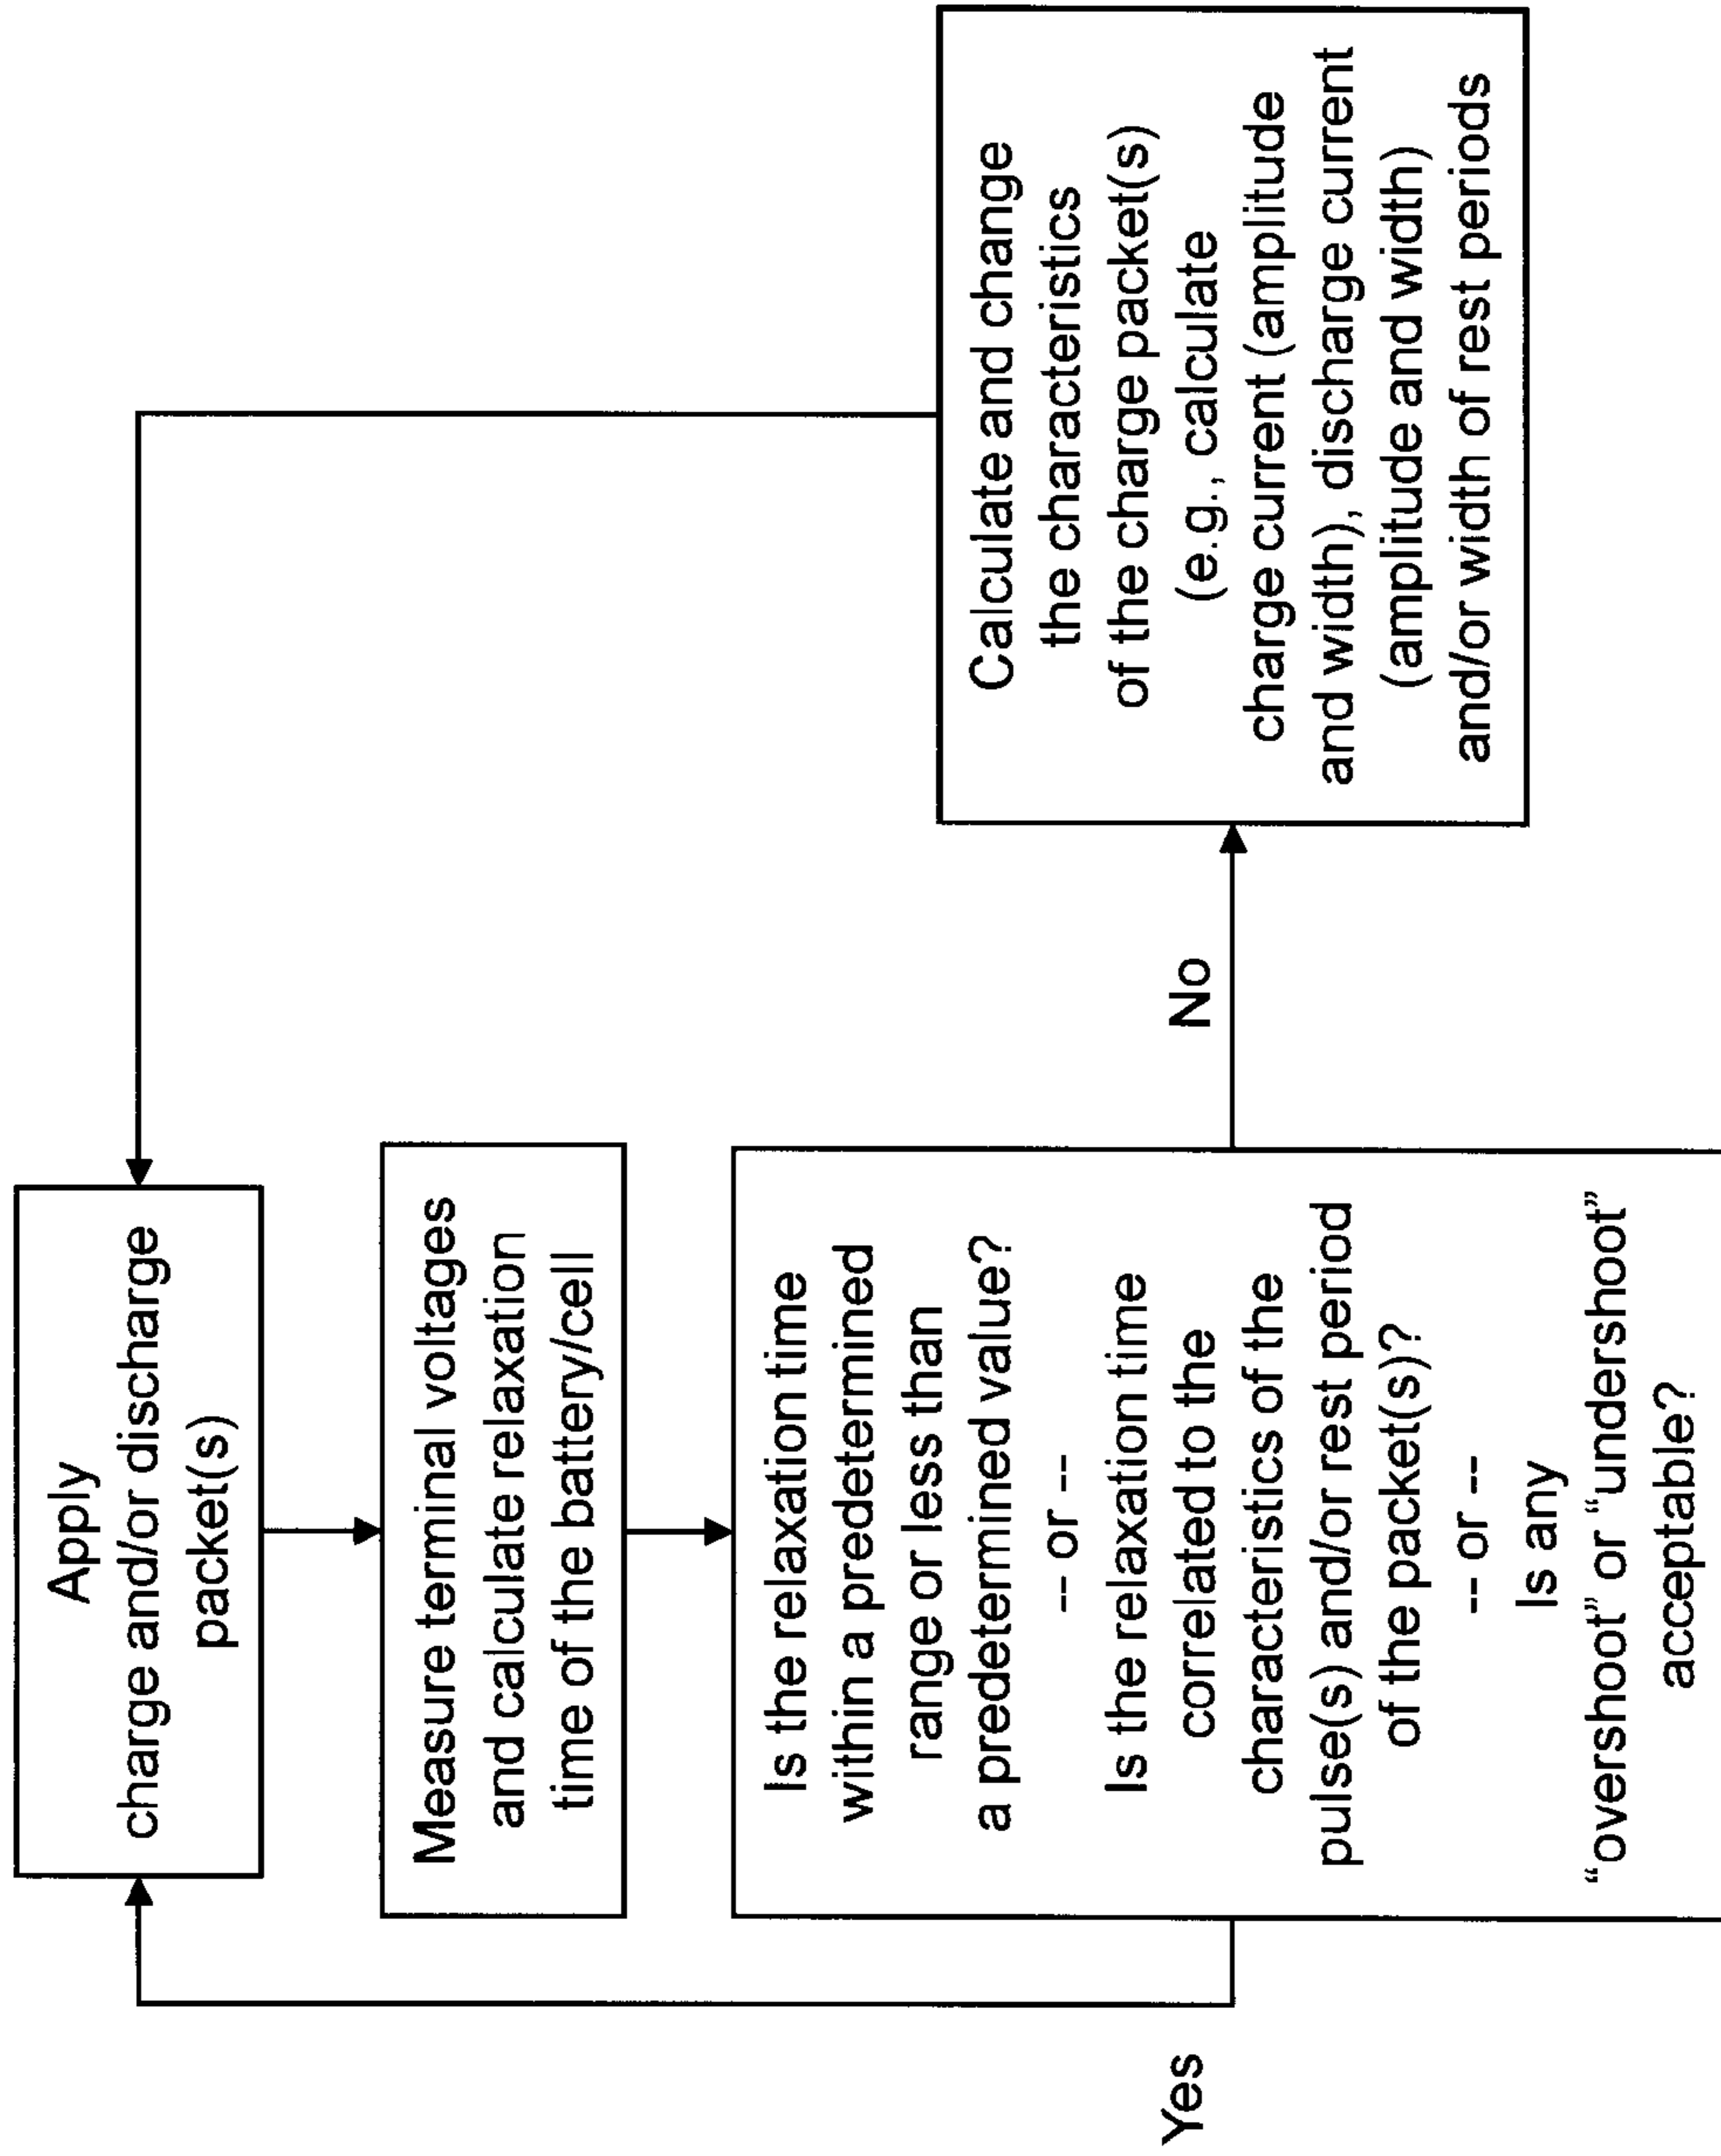 Apply
charge and/or discharge
packet(s)
Measure terminal voltages
and calculate relaxation
time of the battery/cell
Is the relaxation time
within a predetermined
range or less than
a predetermined value?
-- or --
Is the relaxation time
correlated to the
characteristics of the
pulse(s) and/or rest period
of the packet(s)?
-- or --
Is any
“overshoot” or “undershoot”
acceptable?
Yes
No
Calculate and change
the characteristics
of the charge packet(s)
(e.g., calculate
charge current (amplitude
and width), discharge current
(amplitude and width)
and/or width of rest periods